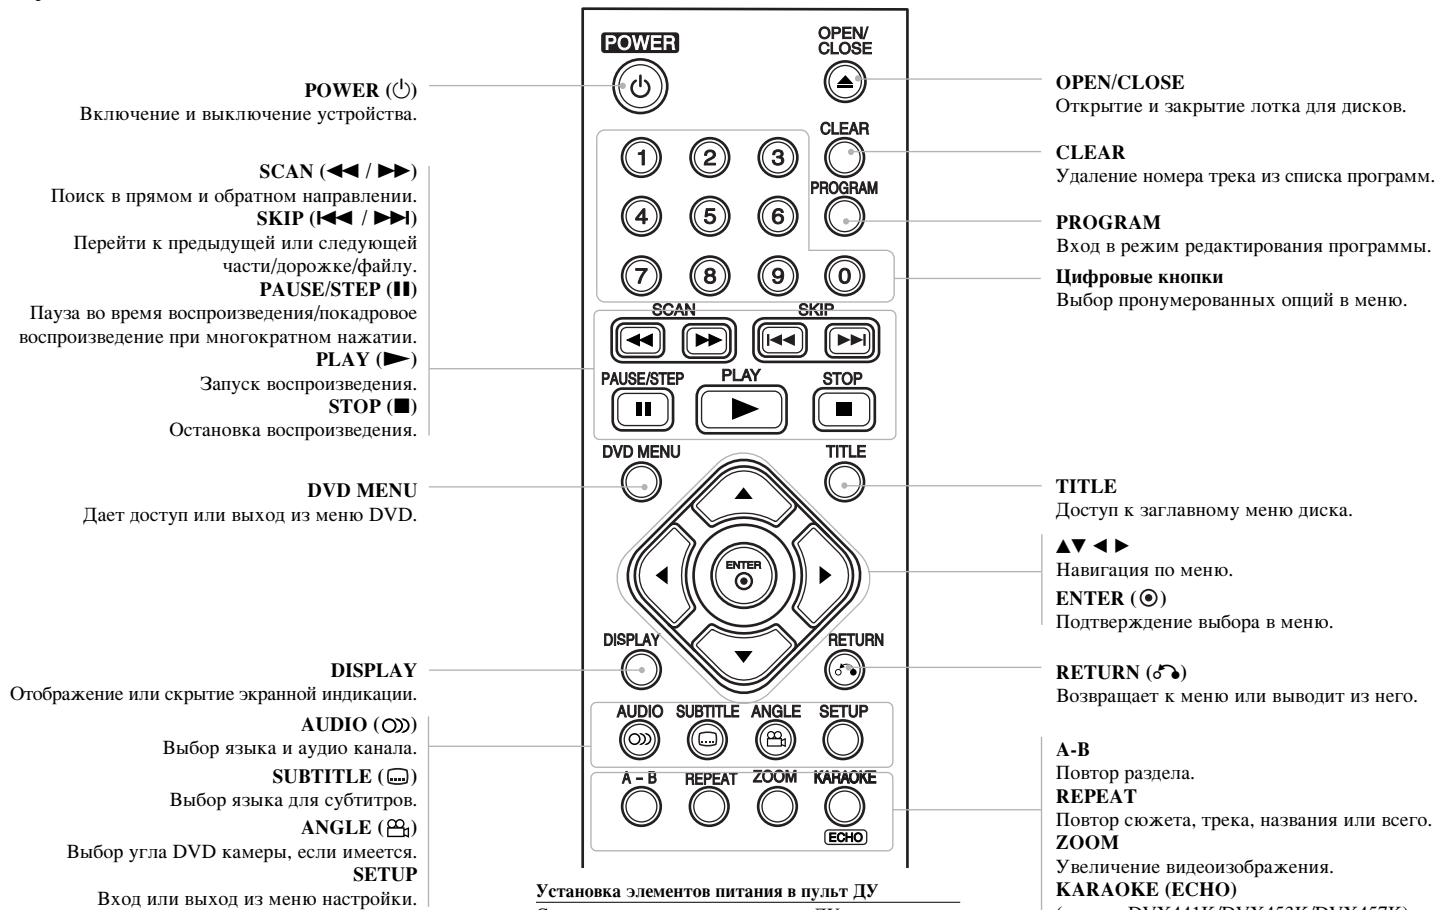 POWER (⏻)
Включение и выключение устройства.
SCAN (◀◀ / ▶▶)
Поиск в прямом и обратном направлении.
SKIP (|◀◀ / ▶▶|)
Перейти к предыдущей или следующей
части/дорожке/файлу.
PAUSE/STEP (❚❚)
Пауза во время воспроизведения/покадровое
воспроизведение при многократном нажатии.
PLAY (▶)
Запуск воспроизведения.
STOP (■)
Остановка воспроизведения.
DVD MENU
Дает доступ или выход из меню DVD.
DISPLAY
Отображение или скрытие экранной индикации.
AUDIO
Выбор языка и аудио канала.
SUBTITLE
Выбор языка для субтитров.
ANGLE
Выбор угла DVD камеры, если имеется.
SETUP
Вход или выход из меню настройки.
POWER
OPEN/
CLOSE
CLEAR
1 2 3
PROGRAM
4 5 6
7 8 9 0
SCAN SKIP
PAUSE/STEP PLAY STOP
DVD MENU TITLE
ENTER
DISPLAY RETURN
AUDIO SUBTITLE ANGLE SETUP
A – B REPEAT ZOOM KARAOKE
ECHO
Установка элементов питания в пульт ДУ
OPEN/CLOSE
Открытие и закрытие лотка для дисков.
CLEAR
Удаление номера трека из списка программ.
PROGRAM
Вход в режим редактирования программы.
Цифровые кнопки
Выбор пронумерованных опций в меню.
TITLE
Доступ к заглавному меню диска.
▲▼ ◀ ▶
Навигация по меню.
ENTER (◉)
Подтверждение выбора в меню.
RETURN
Возвращает к меню или выводит из него.
A-B
Повтор раздела.
REPEAT
Повтор сюжета, трека, названия или всего.
ZOOM
Увеличение видеоизображения.
KARAOKE (ECHO)